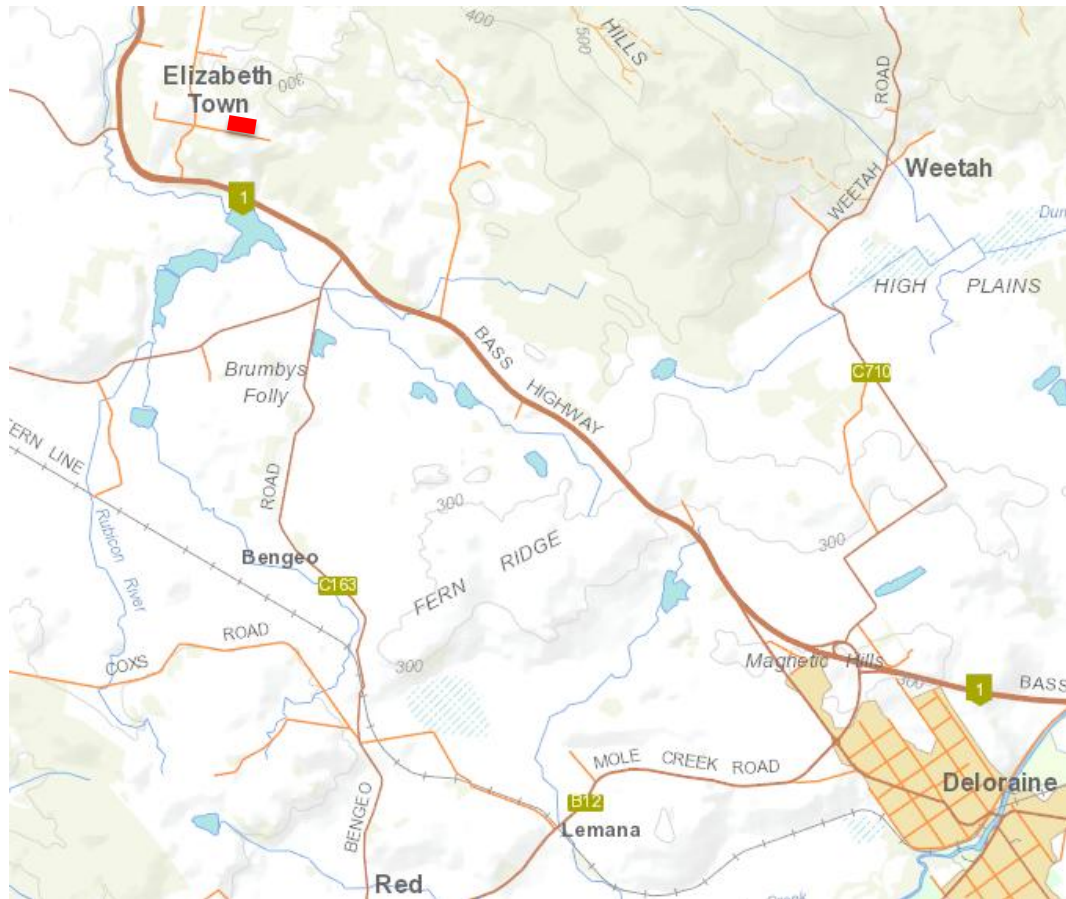 400
HILLS
500
Elizabeth
Town
300
ROAD
WEETAH
Weetah
1
HIGH PLAINS
BASS
HIGHWAY
C710
Brumbys
Folly
ROAD
300
300
Rubicon
River
Bengeo
C163
FERN
RIDGE
COXS
ROAD
300
Magnetic Hills
300
1
BASS
MOLE CREEK ROAD
B12
Lemana
Deloraine
BENGEO
Red